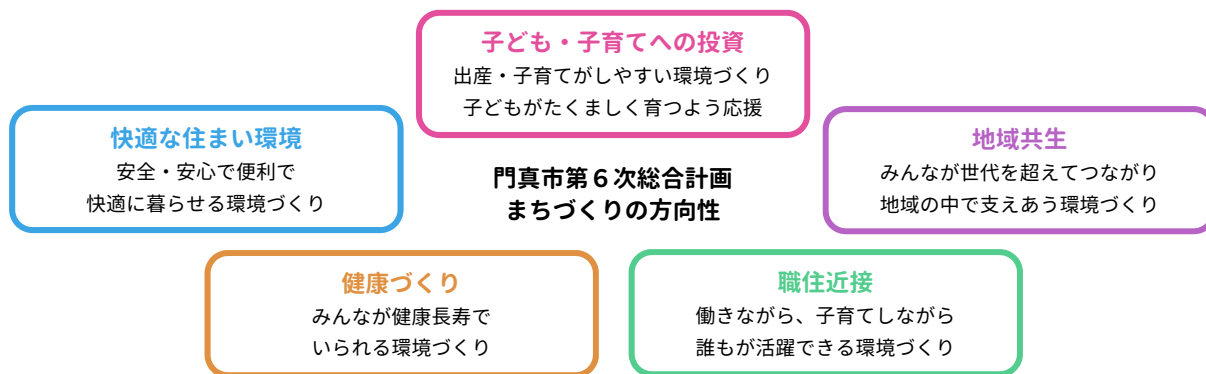 子ども・子育てへの投資
出産・子育てがしやすい環境づくり
子どもがたくましく育つよう応援
快適な住まい環境
安全・安心で便利で
快適に暮らせる環境づくり
門真市第６次総合計画
まちづくりの方向性
地域共生
みんなが世代を超えてつながり
地域の中で支えあう環境づくり
健康づくり
みんなが健康長寿で
いられる環境づくり
職住近接
働きながら、子育てしながら
誰もが活躍できる環境づくり